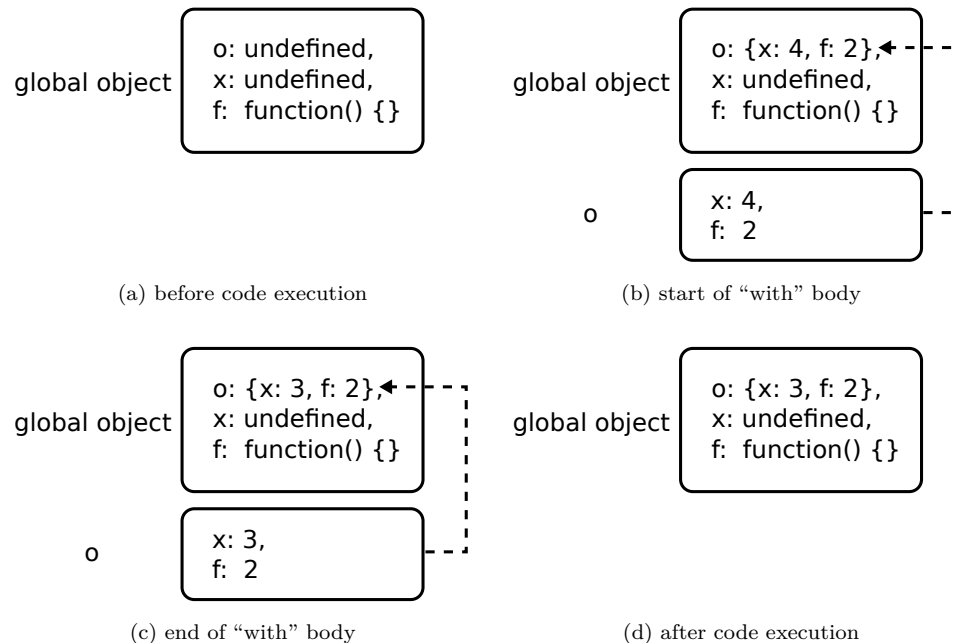 global object
o: undefined,
x: undefined,
f: function() {}
(a) before code execution
global object
o: {x: 4, f: 2},
x: undefined,
f: function() {}
o
x: 4,
f: 2
(b) start of “with” body
global object
o: {x: 3, f: 2},
x: undefined,
f: function() {}
o
x: 3,
f: 2
(c) end of “with” body
global object
o: {x: 3, f: 2},
x: undefined,
f: function() {}
(d) after code execution